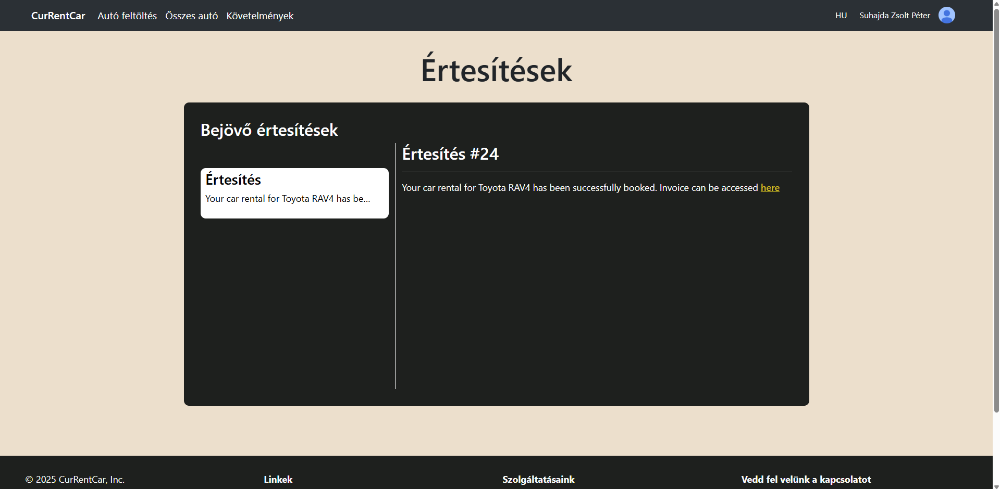 CurRentCar Autó feltöltés Összes autó Követelmények HU Suhajda Zsolt Péter
Értesítések
Bejövő értesítések
Értesítés
Your car rental for Toyota RAV4 has be...
Értesítés #24
Your car rental for Toyota RAV4 has been successfully booked. Invoice can be accessed here
© 2025 CurRentCar, Inc. Linkek Szolgáltatásaink Vedd fel velünk a kapcsolatot